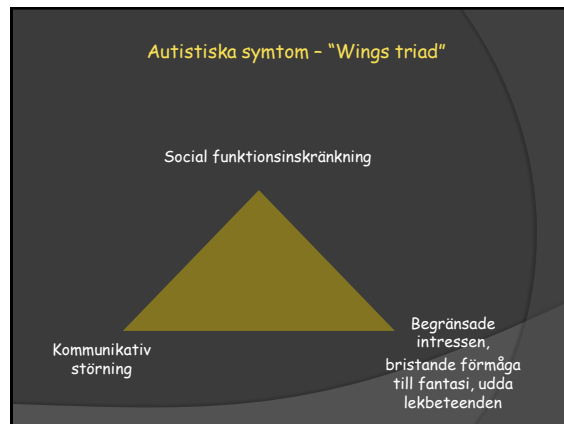 Autistiska symtom – “Wings triad”
Social funktionsinskränkning
Kommunikativ
störning
Begränsade
intressen,
bristande förmåga
till fantasi, udda
lekbeteenden